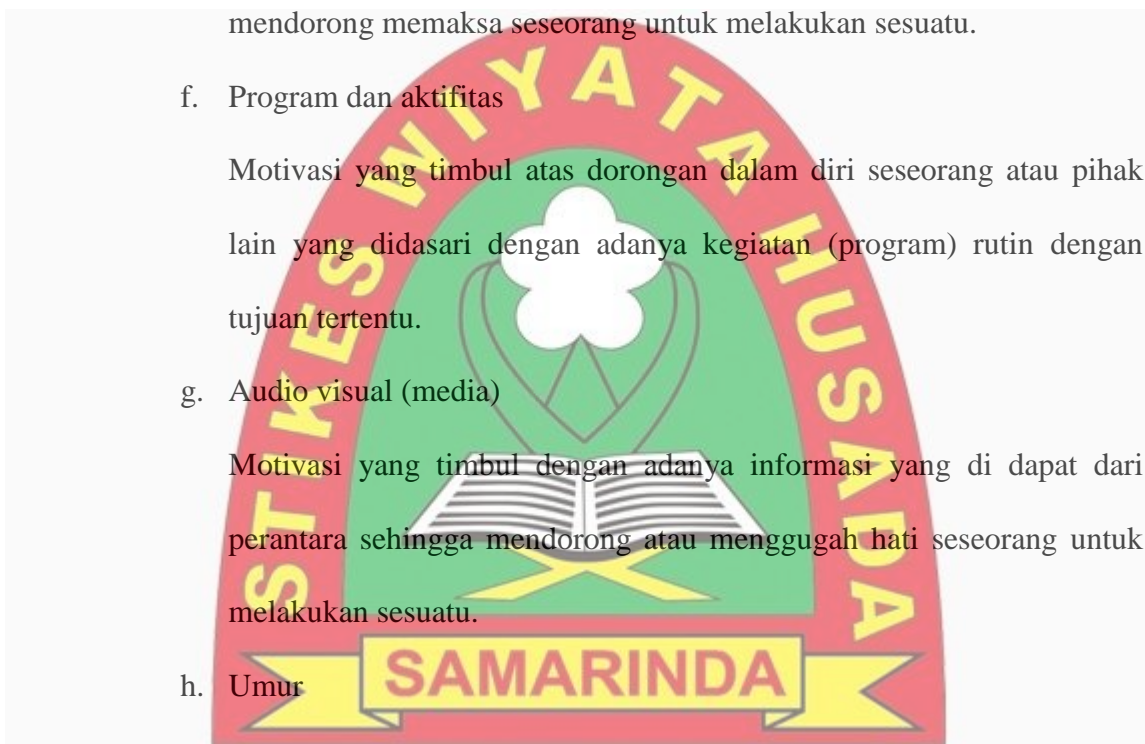 mendorong memaksa seseorang untuk melakukan sesuatu.
f. Program dan aktifitas
Motivasi yang timbul atas dorongan dalam diri seseorang atau pihak
lain yang didasari dengan adanya kegiatan (program) rutin dengan
tujuan tertentu.
g. Audio visual (media)
Motivasi yang timbul dengan adanya informasi yang di dapat dari
perantara sehingga mendorong atau menggugah hati seseorang untuk
melakukan sesuatu.
h. Umur
STIKES WIYATA HUSADA
SAMARINDA